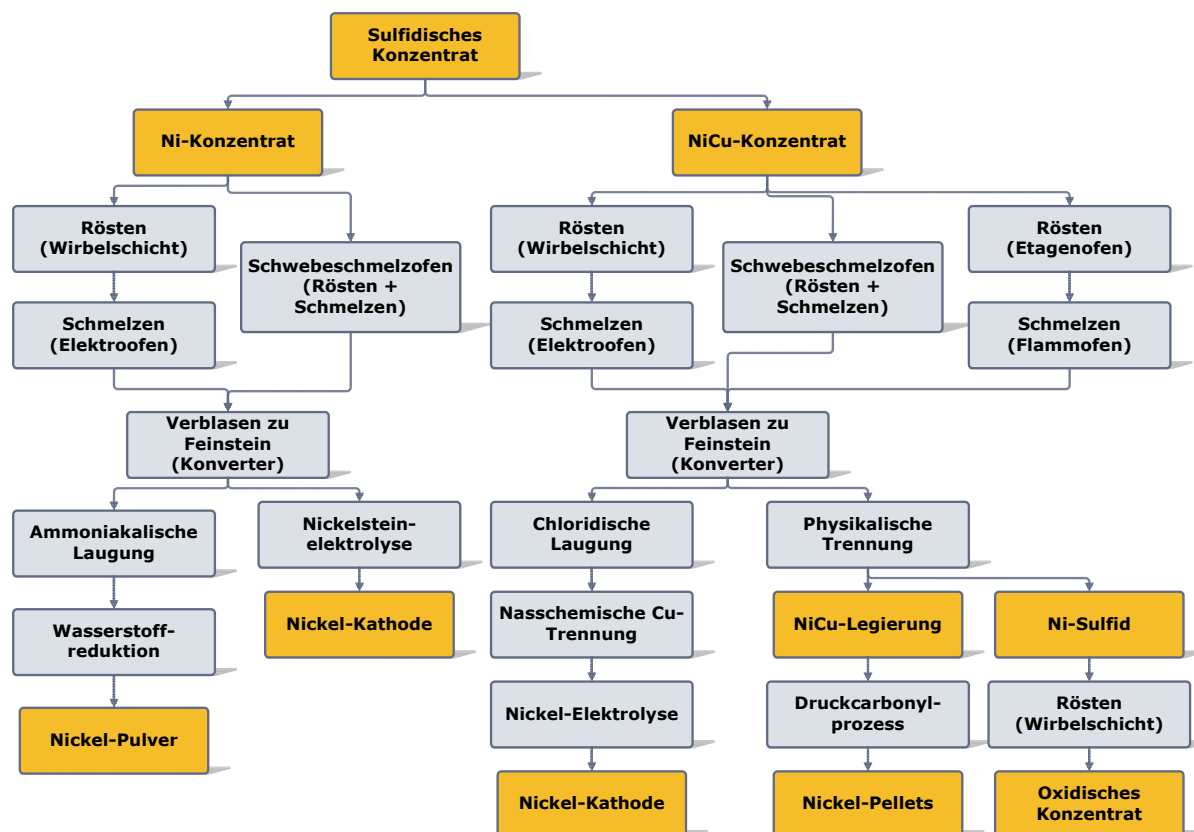 Sulfidisches
Konzentrat
Ni-Konzentrat
NiCu-Konzentrat
Rösten
(Wirbelschicht)
Schwebeschmelzofen
(Rösten +
Schmelzen)
Rösten
(Wirbelschicht)
Schwebeschmelzofen
(Rösten +
Schmelzen)
Rösten
(Etagenofen)
Schmelzen
(Elektroofen)
Schmelzen
(Elektroofen)
Schmelzen
(Flammofen)
Verblasen zu
Feinstein
(Konverter)
Verblasen zu
Feinstein
(Konverter)
Ammoniakalische
Laugung
Nickelstein-
elektrolyse
Chloridische
Laugung
Physikalische
Trennung
Wasserstoff-
reduktion
Nickel-Kathode
Nasschemische Cu-
Trennung
NiCu-Legierung
Ni-Sulfid
Nickel-Pulver
Nickel-Elektrolyse
Druckcarbonyl-
prozess
Rösten
(Wirbelschicht)
Nickel-Kathode
Nickel-Pellets
Oxidisches
Konzentrat